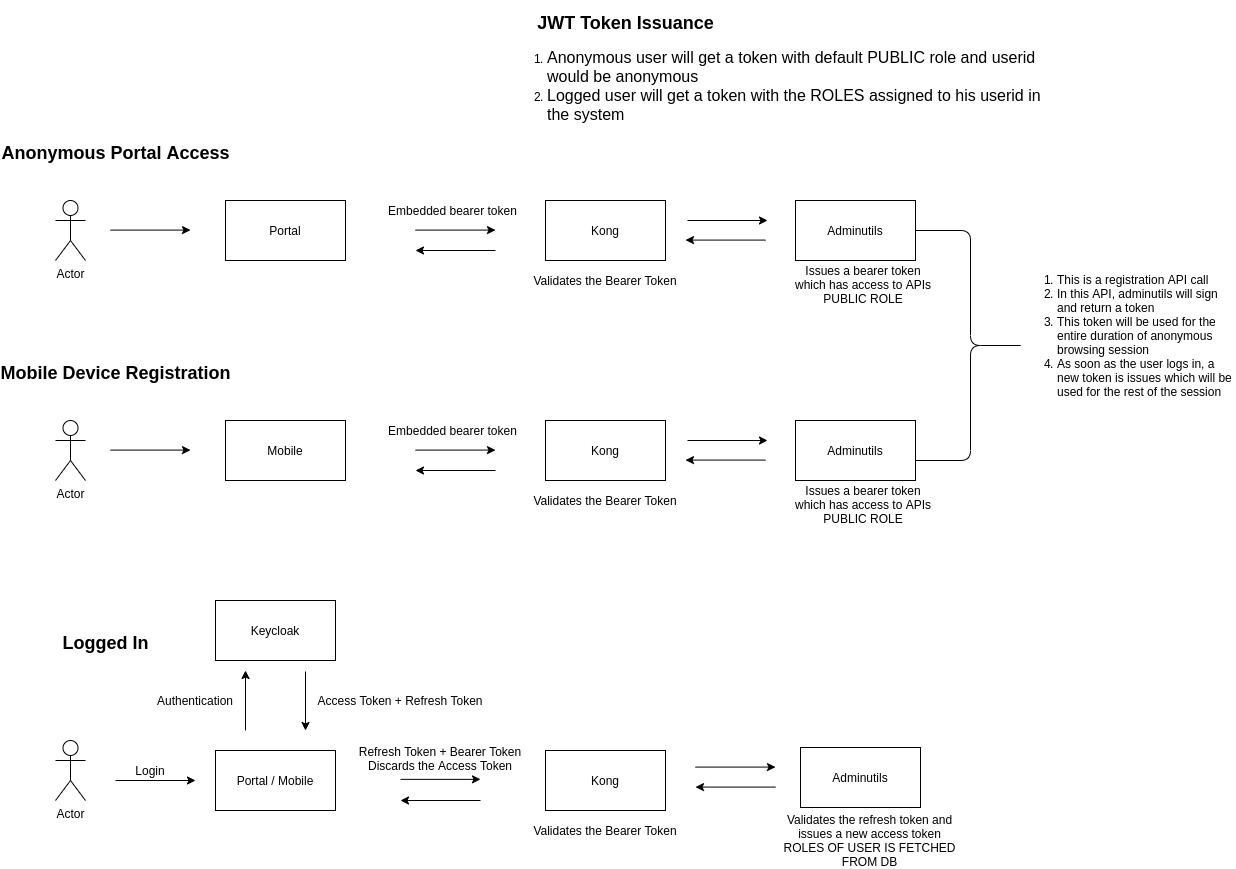 JWT Token Issuance
1. Anonymous user will get a token with default PUBLIC role and userid
would be anonymous
2. Logged user will get a token with the ROLES assigned to his userid in
the system
Anonymous Portal Access
Actor
Portal
Embedded bearer token
Kong
Validates the Bearer Token
Adminutils
Issues a bearer token
which has access to APIs
PUBLIC ROLE
1. This is a registration API call
2. In this API, adminutils will sign
and return a token
3. This token will be used for the
entire duration of anonymous
browsing session
4. As soon as the user logs in, a
new token is issues which will be
used for the rest of the session
Mobile Device Registration
Actor
Mobile
Embedded bearer token
Kong
Validates the Bearer Token
Adminutils
Issues a bearer token
which has access to APIs
PUBLIC ROLE
Logged In
Keycloak
Authentication
Access Token + Refresh Token
Actor
Login
Portal / Mobile
Refresh Token + Bearer Token
Discards the Access Token
Kong
Validates the Bearer Token
Adminutils
Validates the refresh token and
issues a new access token
ROLES OF USER IS FETCHED
FROM DB